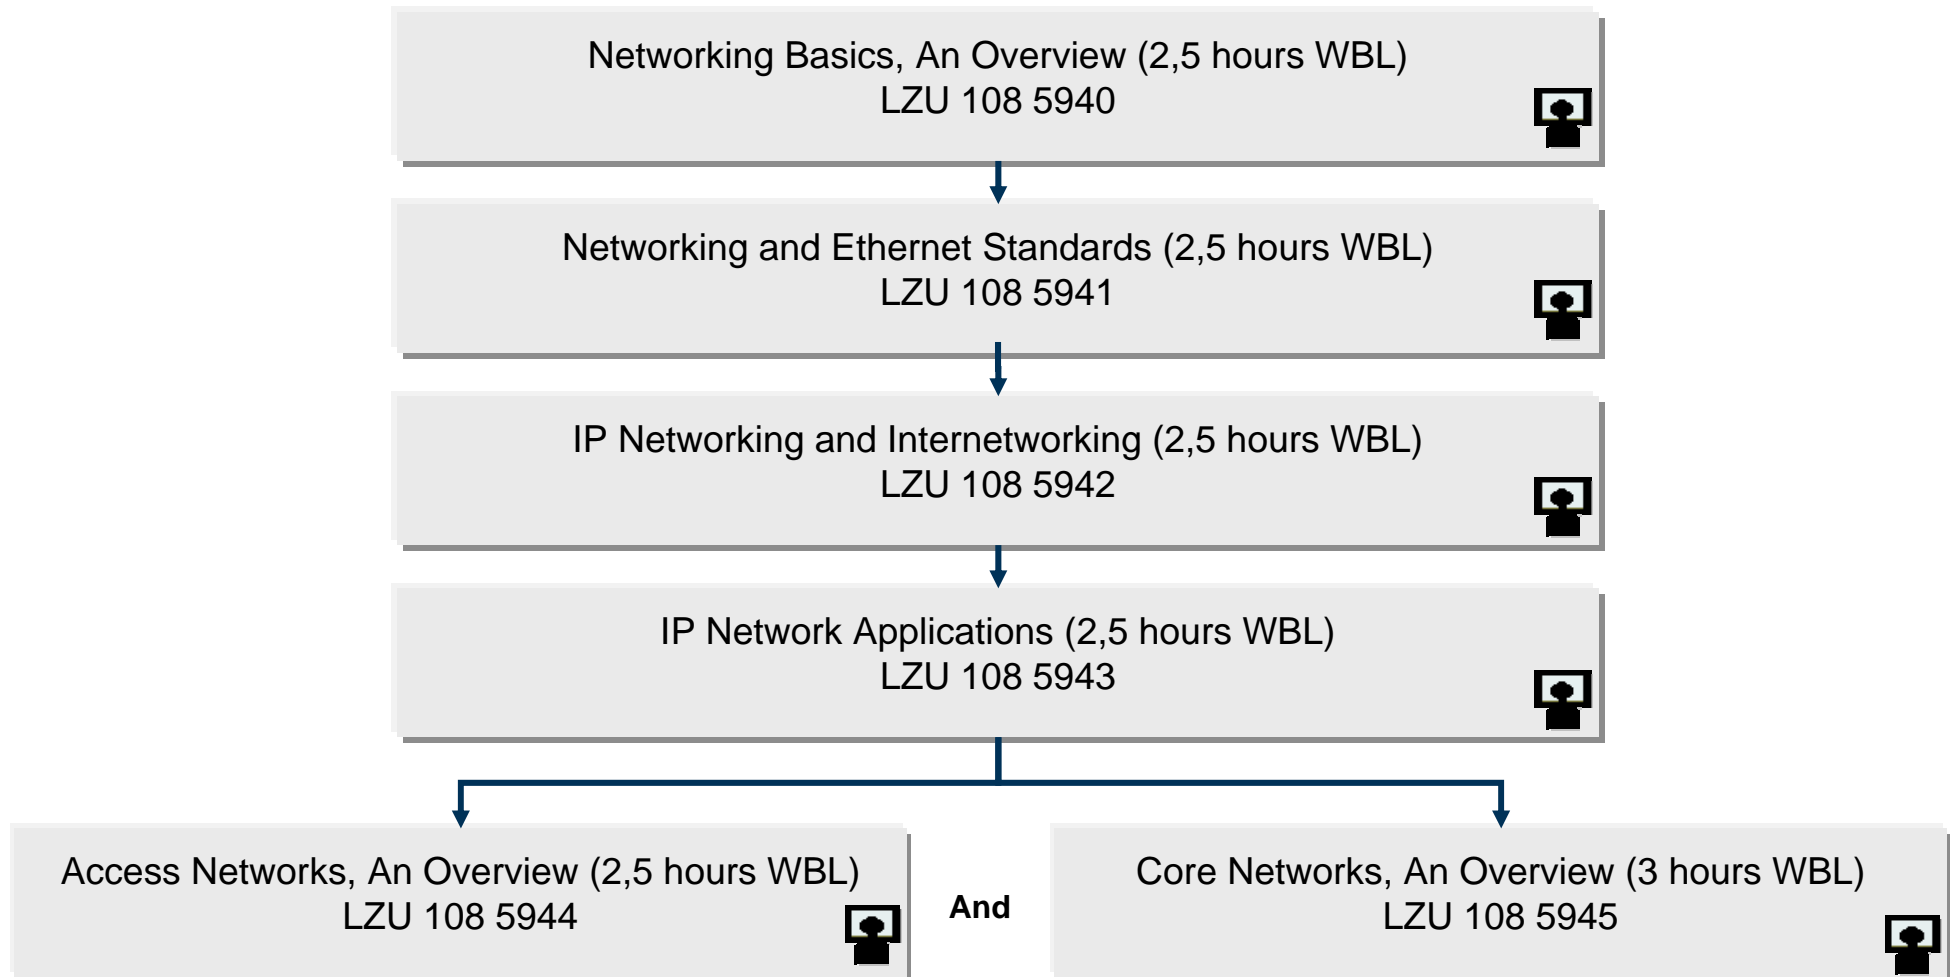 Networking Basics, An Overview (2,5 hours WBL)
LZU 108 5940
Networking and Ethernet Standards (2,5 hours WBL)
LZU 108 5941
IP Networking and Internetworking (2,5 hours WBL)
LZU 108 5942
IP Network Applications (2,5 hours WBL)
LZU 108 5943
Access Networks, An Overview (2,5 hours WBL)
LZU 108 5944
And
Core Networks, An Overview (3 hours WBL)
LZU 108 5945